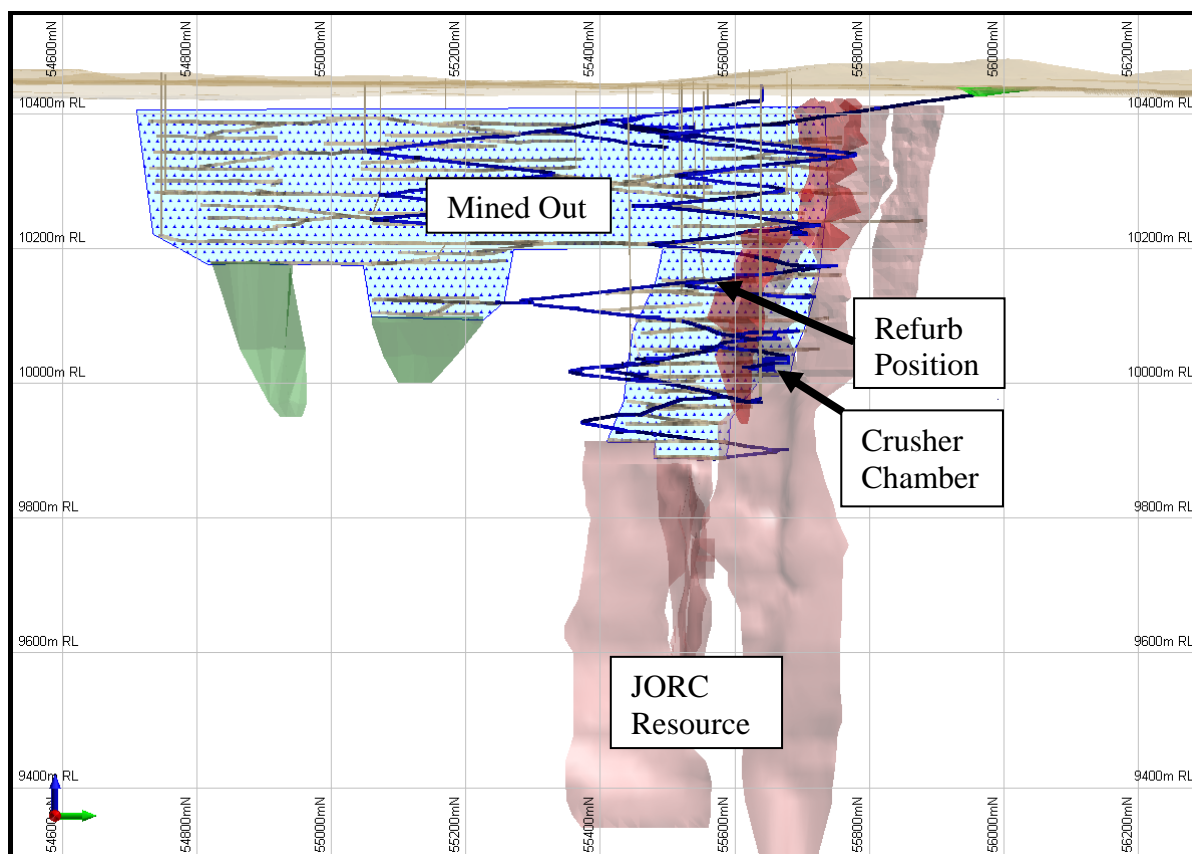 54600mN
54800mN
55000mN
55200mN
55400mN
55600mN
55800mN
56000mN
56200mN
10400m RL
10400m RL
Mined Out
10200m RL
10200m RL
Refurb
Position
10000m RL
10000m RL
Crusher
Chamber
9800m RL
9800m RL
9600m RL
9600m RL
JORC
Resource
9400m RL
9400m RL
54600mN
54800mN
55000mN
55200mN
55400mN
55600mN
55800mN
56000mN
56200mN